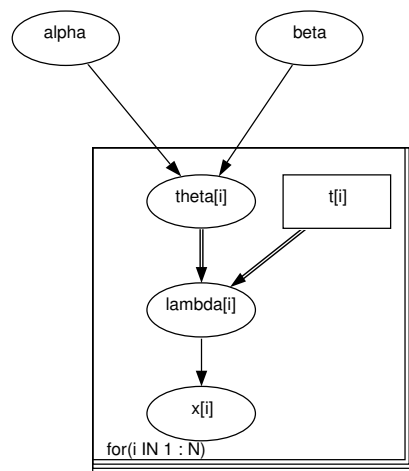 alpha
beta
theta[i]
t[i]
lambda[i]
x[i]
for(i IN 1 : N)